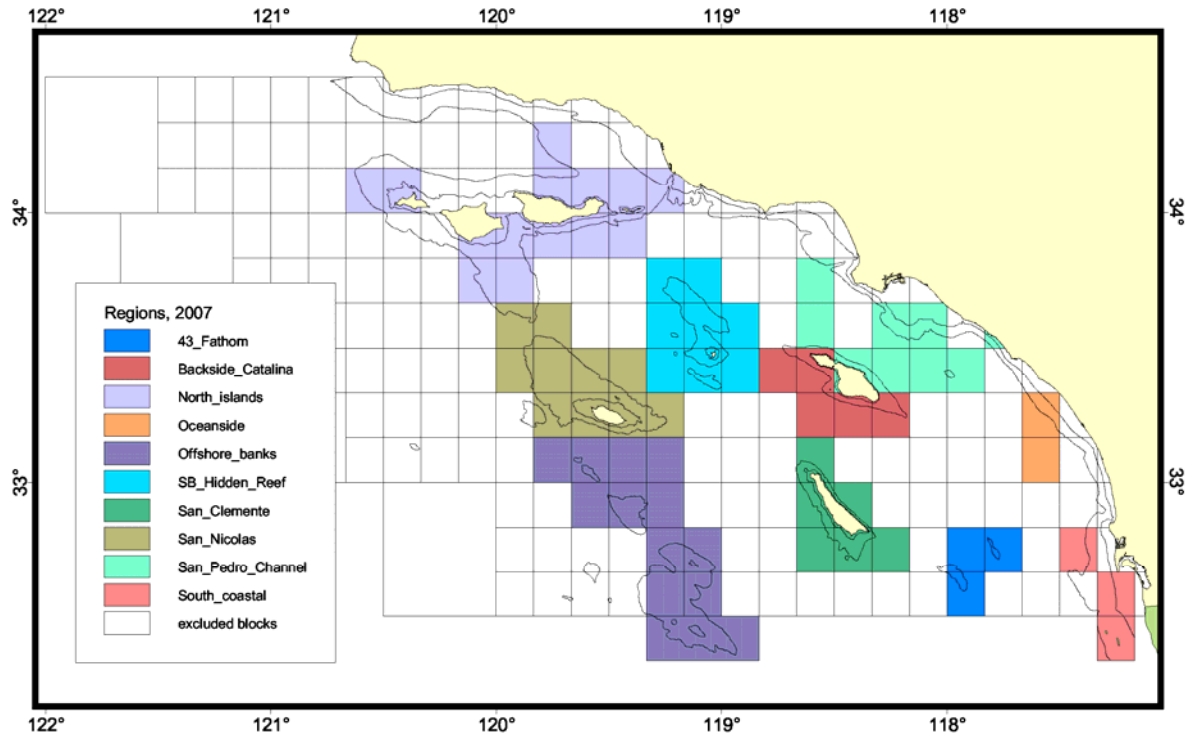 122° 121° 120° 119° 118°
34° 34°
Regions, 2007
43_Fathom
Backside_Catalina
North_islands
Oceanside
Offshore_banks
SB_Hidden_Reef
33° 33°
San_Clemente
San_Nicolas
San_Pedro_Channel
South_coastal
excluded blocks
122° 121° 120° 119° 118°